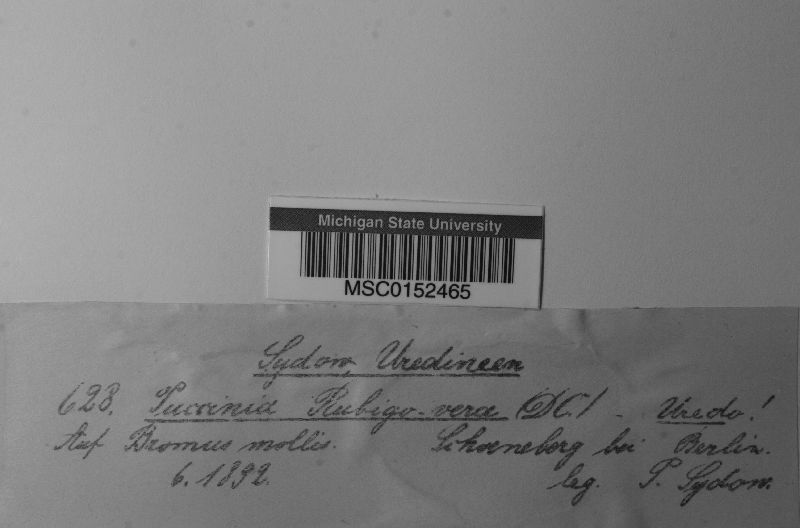 Michigan State University
MSC0152465
Sydow, Uredineen
628. Puccinia Rubigo-vera (DC.) - Uredo!
Auf Bromus mollis. Schoeneberg bei Berlin.
6. 1892. leg. P. Sydow.